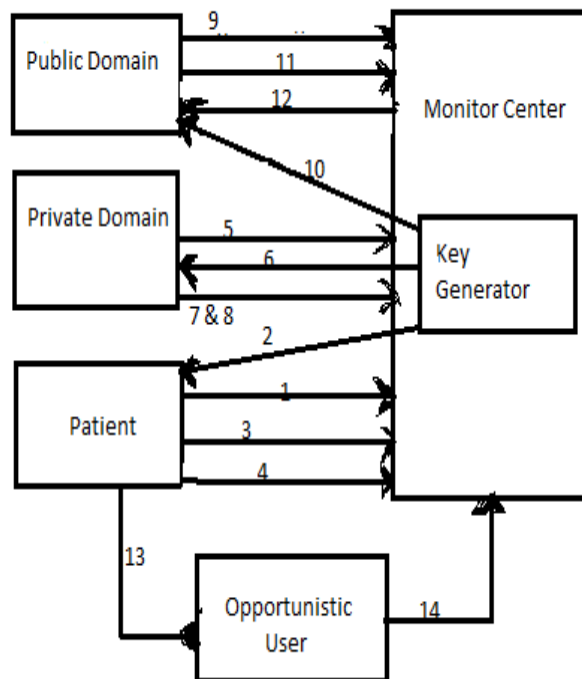 9
Public Domain
11
12
Monitor Center
10
Private Domain
5
6
Key
Generator
7 & 8
2
1
Patient
3
4
13
Opportunistic
User
14